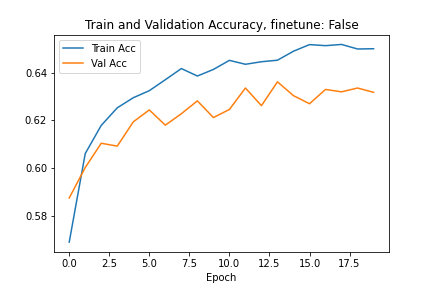 Train and Validation Accuracy, finetune: False
Train Acc
Val Acc
0.64
0.62
0.60
0.58
0.0 2.5 5.0 7.5 10.0 12.5 15.0 17.5
Epoch